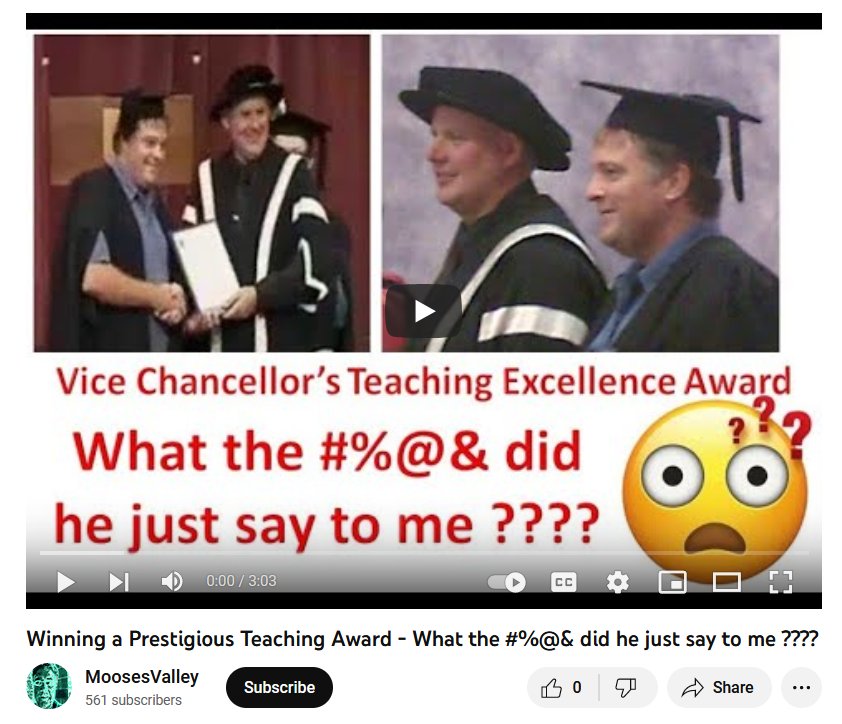 Vice Chancellor's Teaching Excellence Award
What the #%@& did
he just say to me ????
? ? ?
0:00 / 3:03
CC
Winning a Prestigious Teaching Award - What the #%@& did he just say to me ????
MoosesValley
561 subscribers
Subscribe
0
Share